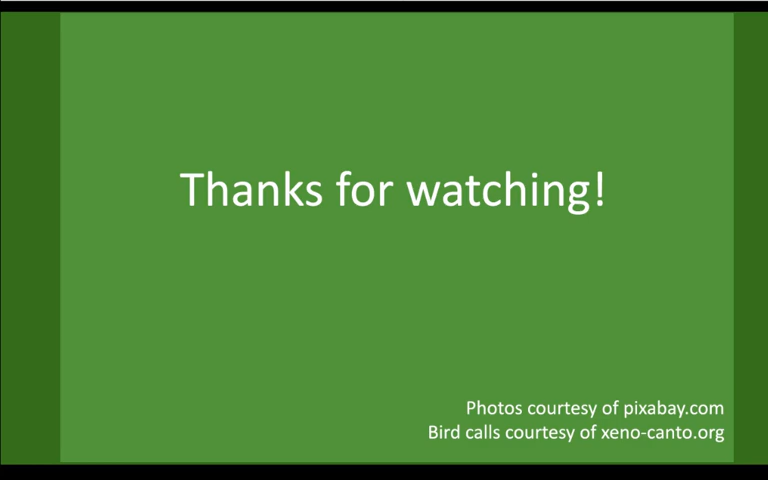 Thanks for watching!
Photos courtesy of pixabay.com
Bird calls courtesy of xeno-canto.org